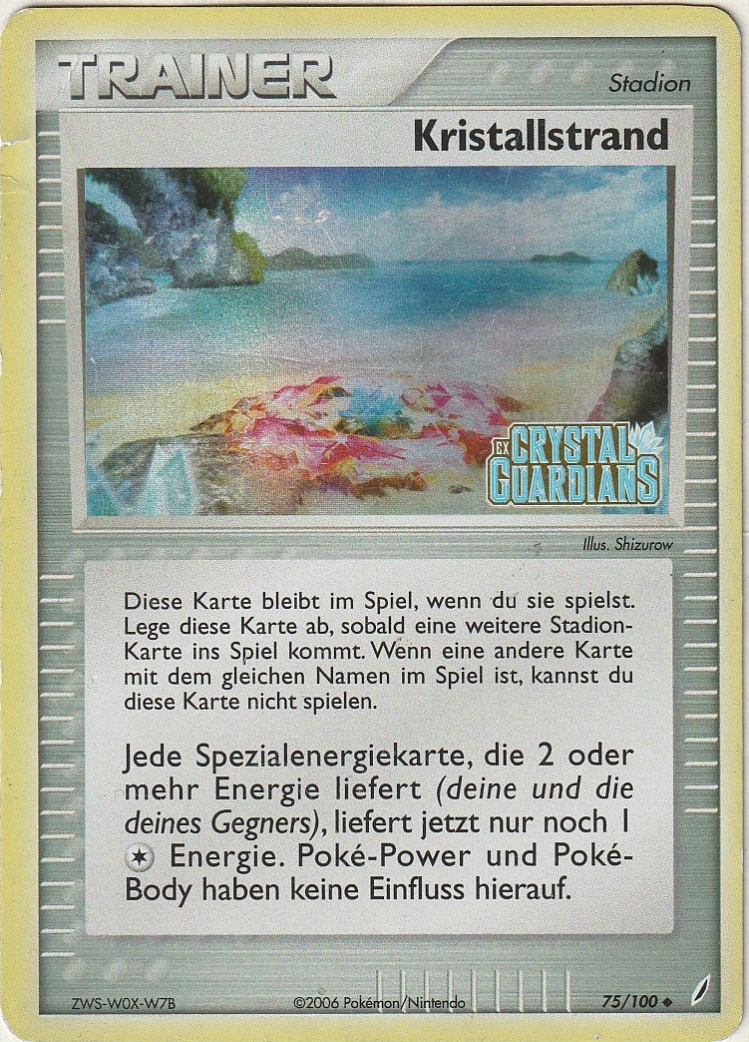 TRAINER
Stadion
Kristallstrand
EX CRYSTAL
GUARDIANS
Illus. Shizurow
Diese Karte bleibt im Spiel, wenn du sie spielst.
Lege diese Karte ab, sobald eine weitere Stadion-
Karte ins Spiel kommt. Wenn eine andere Karte
mit dem gleichen Namen im Spiel ist, kannst du
diese Karte nicht spielen.
Jede Spezialenergiekarte, die 2 oder
mehr Energie liefert (deine und die
deines Gegners), liefert jetzt nur noch 1
Energie. Poké-Power und Poké-
Body haben keine Einfluss hierauf.
ZWS-W0X-W7B
©2006 Pokémon/Nintendo
75/100